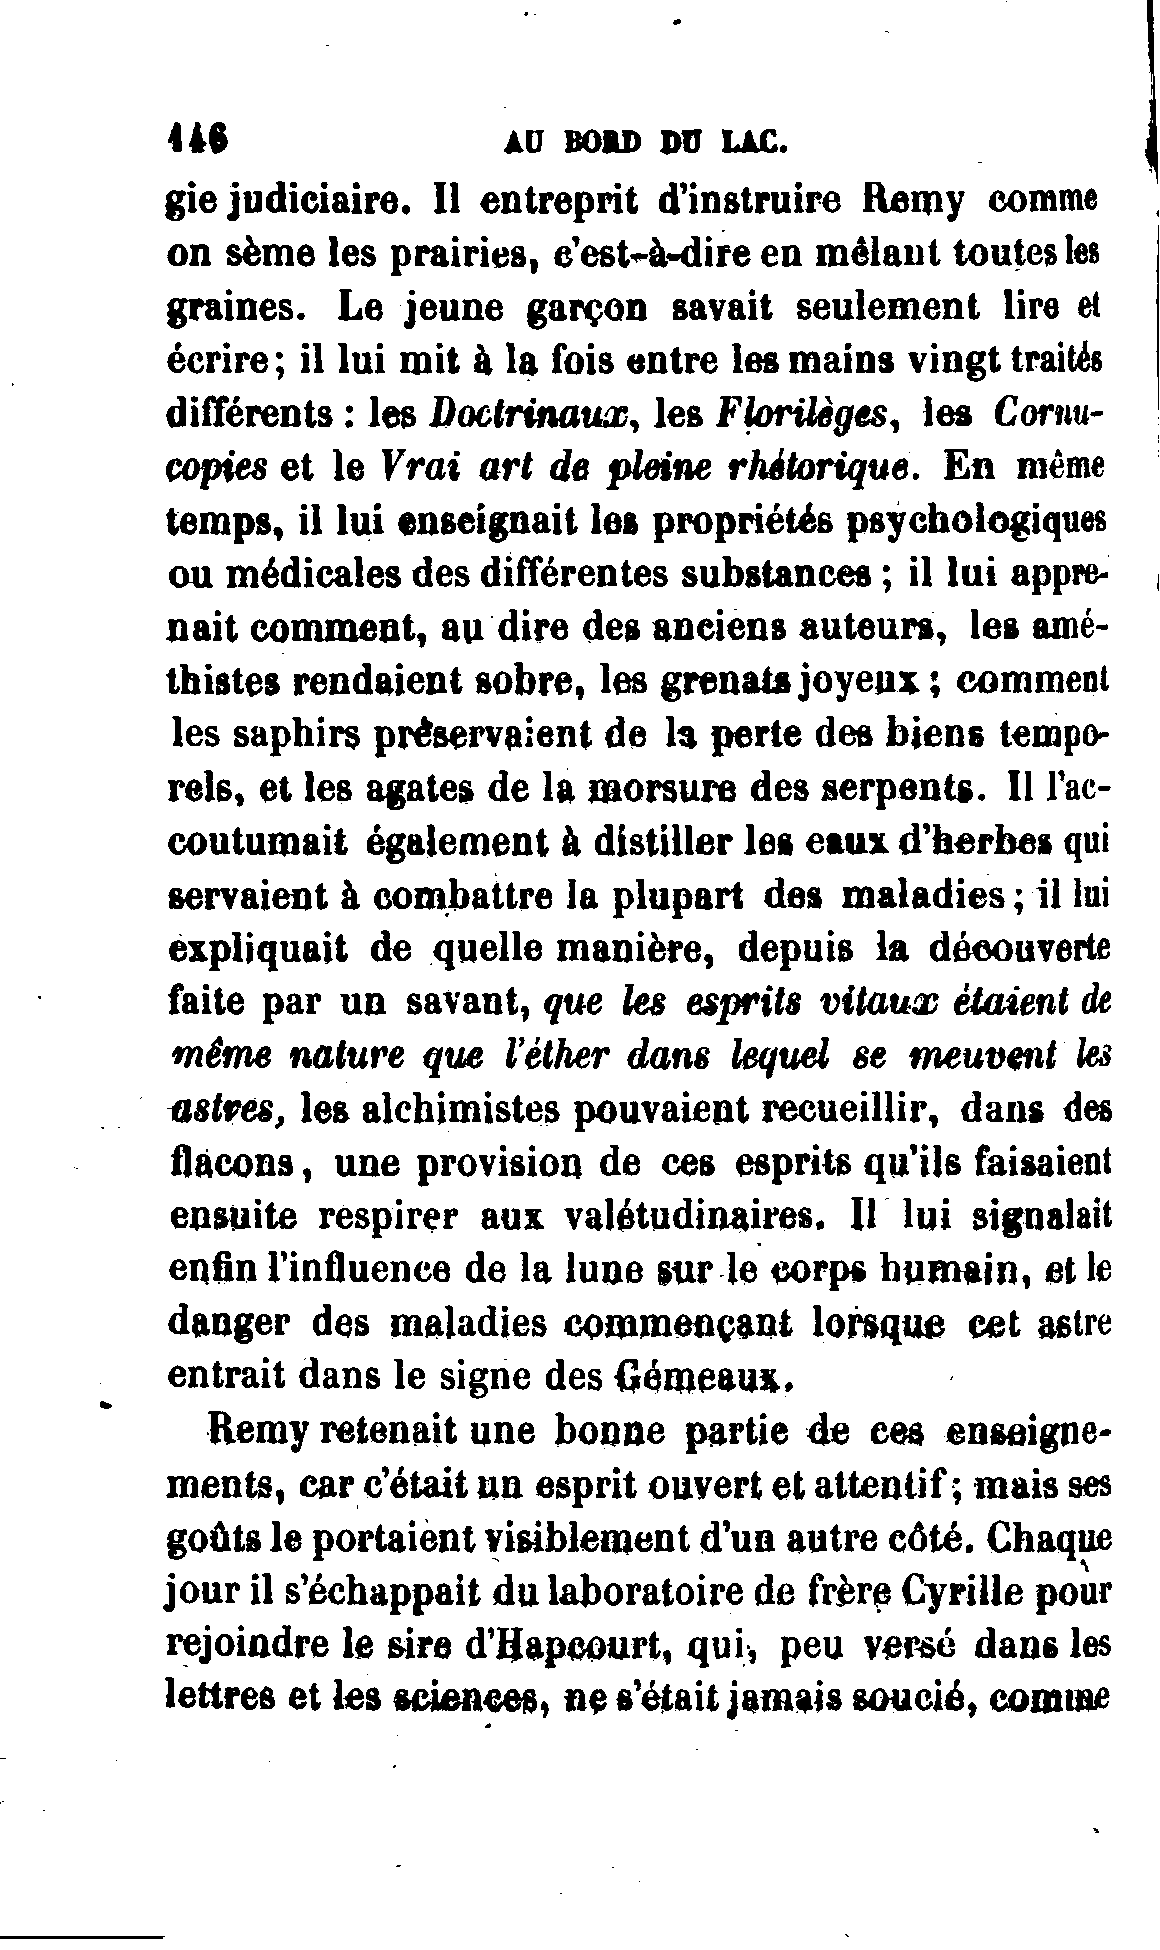 146 AU BORD DU LAC.
gie judiciaire. Il entreprit d'instruire Remy comme
on sème les prairies, c'est-à-dire en mêlant toutes les
graines. Le jeune garçon savait seulement lire et
écrire; il lui mit à la fois entre les mains vingt traités
différents : les Doctrinaux, les Florilèges, les Cornu-
copies et le Vrai art de pleine rhétorique. En même
temps, il lui enseignait les propriétés psychologiques
ou médicales des différentes substances ; il lui appre-
nait comment, au dire des anciens auteurs, les amé-
thistes rendaient sobre, les grenats joyeux ; comment
les saphirs préservaient de la perte des biens tempo-
rels, et les agates de la morsure des serpents. Il l'ac-
coutumait également à distiller les eaux d'herbes qui
servaient à combattre la plupart des maladies ; il lui
expliquait de quelle manière, depuis la découverte
faite par un savant, que les esprits vitaux étaient de
même nature que l'éther dans lequel se meuvent les
astres, les alchimistes pouvaient recueillir, dans des
flacons, une provision de ces esprits qu'ils faisaient
ensuite respirer aux valétudinaires. Il lui signalait
enfin l'influence de la lune sur le corps humain, et le
danger des maladies commençant lorsque cet astre
entrait dans le signe des Gémeaux.
Remy retenait une bonne partie de ces enseigne-
ments, car c'était un esprit ouvert et attentif ; mais ses
goûts le portaient visiblement d'un autre côté. Chaque
jour il s'échappait du laboratoire de frère Cyrille pour
rejoindre le sire d'Hapcourt, qui, peu versé dans les
lettres et les sciences, ne s'était jamais soucié, comme